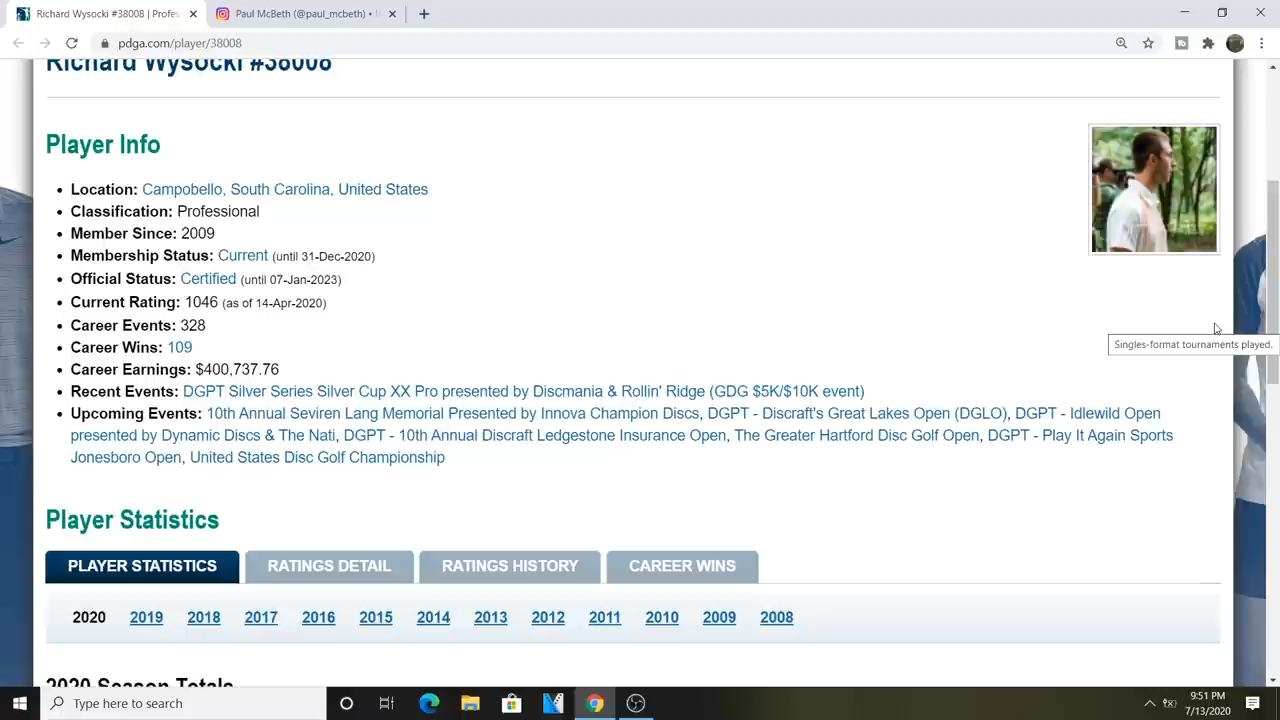 Richard Wysocki #38008 | Profes
Paul McBeth (@paul_mcbeth) •
pdga.com/player/38008
Richard Wysocki #38008
Player Info
Location: Campobello, South Carolina, United States
Classification: Professional
Member Since: 2009
Membership Status: Current (until 31-Dec-2020)
Official Status: Certified (until 07-Jan-2023)
Current Rating: 1046 (as of 14-Apr-2020)
Career Events: 328
Singles-format tournaments played.
Career Wins: 109
Career Earnings: $400,737.76
Recent Events: DGPT Silver Series Silver Cup XX Pro presented by Discmania & Rollin' Ridge (GDG $5K/$10K event)
Upcoming Events: 10th Annual Seviren Lang Memorial Presented by Innova Champion Discs, DGPT - Discraft's Great Lakes Open (DGLO), DGPT - Idlewild Open
presented by Dynamic Discs & The Nati, DGPT - 10th Annual Discraft Ledgestone Insurance Open, The Greater Hartford Disc Golf Open, DGPT - Play It Again Sports
Jonesboro Open, United States Disc Golf Championship
Player Statistics
PLAYER STATISTICS RATINGS DETAIL RATINGS HISTORY CAREER WINS
2020 2019 2018 2017 2016 2015 2014 2013 2012 2011 2010 2009 2008
2020 Season Totals
Type here to search
9:51 PM
7/13/2020